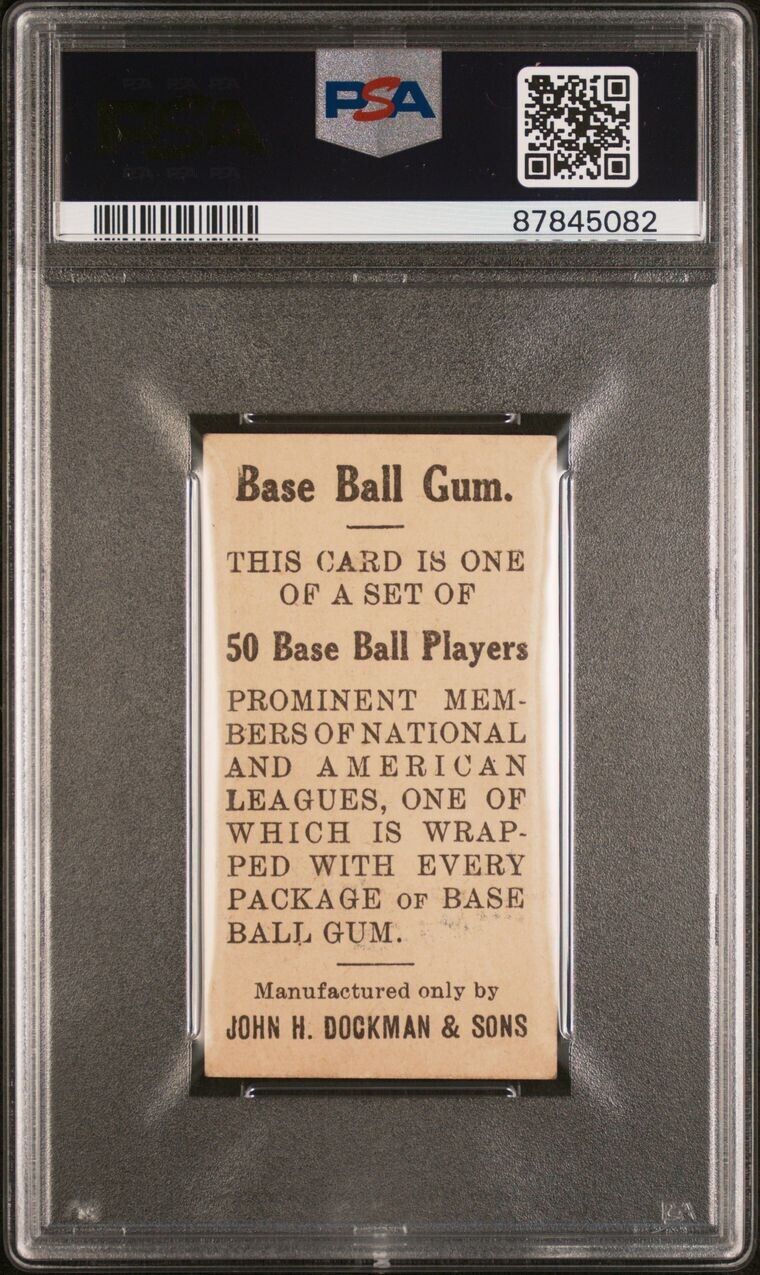 PSA
87845082
Base Ball Gum.
THIS CARD IS ONE
OF A SET OF
50 Base Ball Players
PROMINENT MEM-
BERS OF NATIONAL
AND AMERICAN
LEAGUES, ONE OF
WHICH IS WRAP-
PED WITH EVERY
PACKAGE OF BASE
BALL GUM.
Manufactured only by
JOHN H. DOCKMAN & SONS